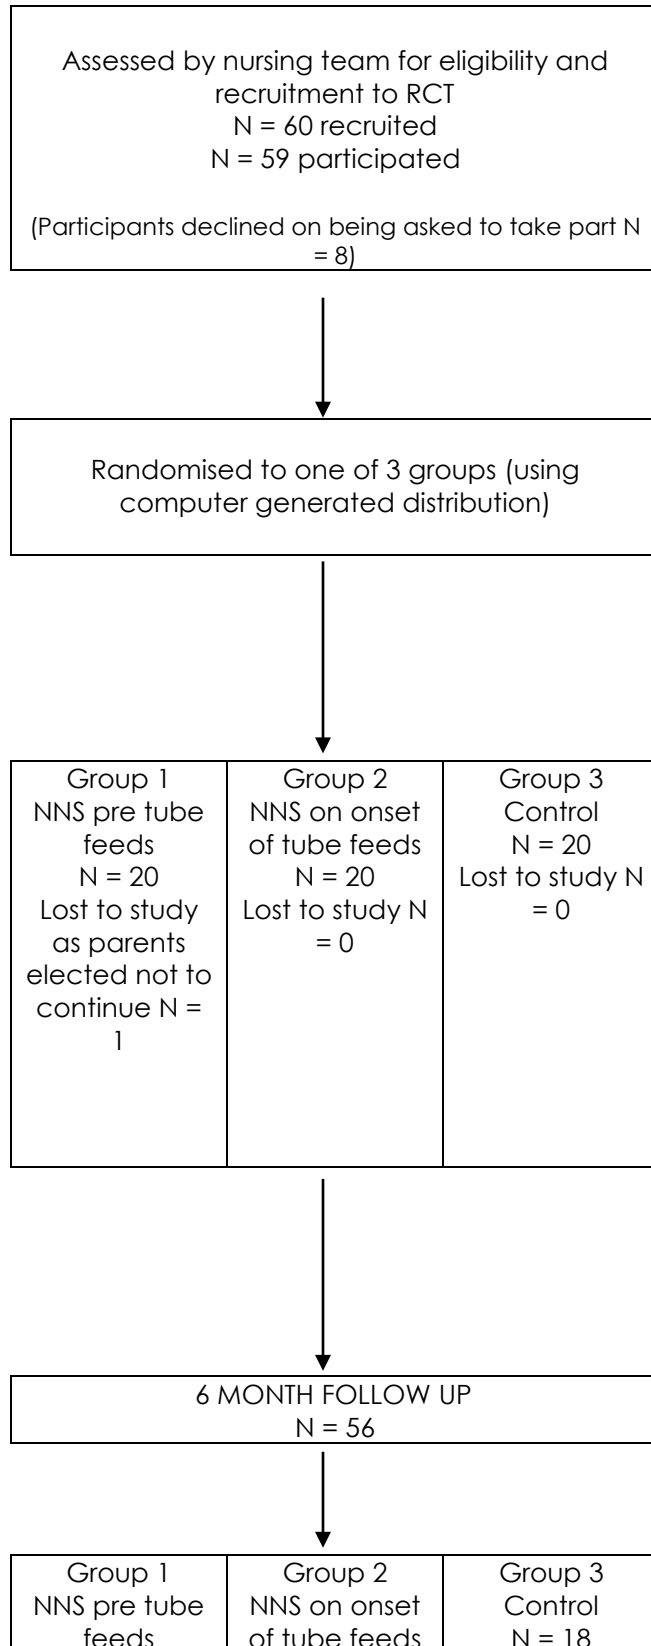 Assessed by nursing team for eligibility and
recruitment to RCT
N = 60 recruited
N = 59 participated
(Participants declined on being asked to take part N
= 8)
Randomised to one of 3 groups (using
computer generated distribution)
Group 1
NNS pre tube
feeds
N = 20
Lost to study
as parents
elected not to
continue N =
1
Group 2
NNS on onset
of tube feeds
N = 20
Lost to study N
= 0
Group 3
Control
N = 20
Lost to study N
= 0
6 MONTH FOLLOW UP
N = 56
Group 1
NNS pre tube
feeds
Group 2
NNS on onset
of tube feeds
Group 3
Control
N = 18